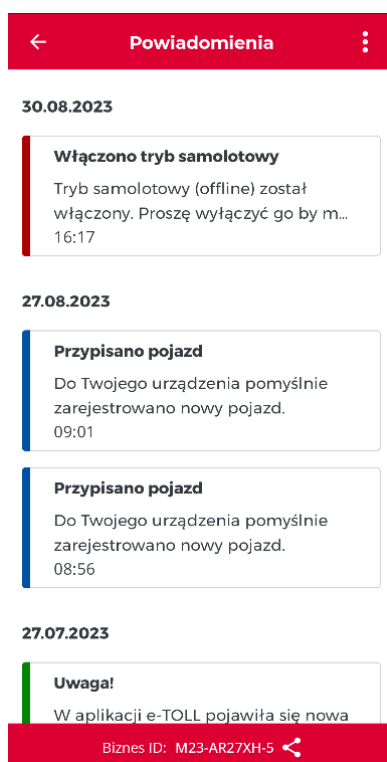 Powiadomienia
30.08.2023
Włączono tryb samolotowy
Tryb samolotowy (offline) został
włączony. Proszę wyłączyć go by m...
16:17
27.08.2023
Przypisano pojazd
Do Twojego urządzenia pomyślnie
zarejestrowano nowy pojazd.
09:01
Przypisano pojazd
Do Twojego urządzenia pomyślnie
zarejestrowano nowy pojazd.
08:56
27.07.2023
Uwaga!
W aplikacji e-TOLL pojawiła się nowa
Biznes ID: M23-AR27XH-5